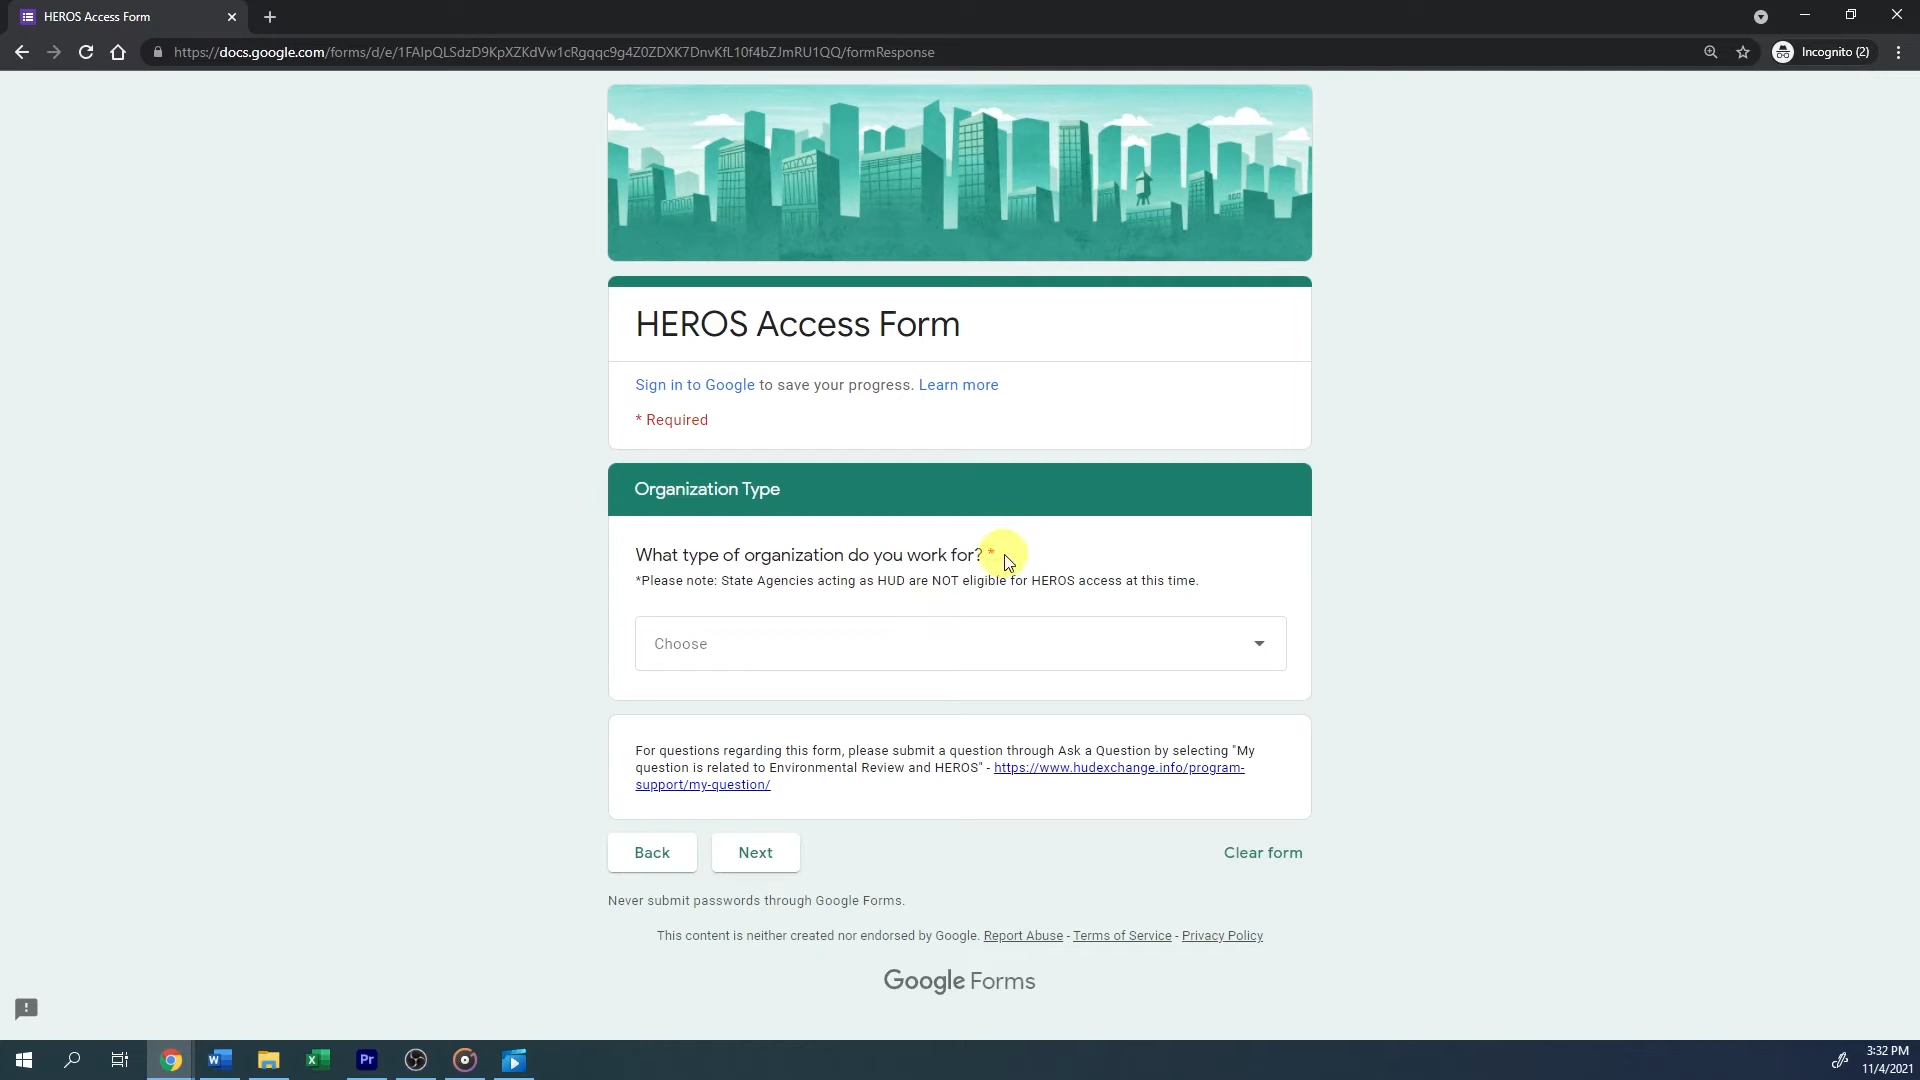 HEROS Access Form
https://docs.google.com/forms/d/e/1FAIpQLSdzD9KpXZKdVw1cRgqqc9g4Z0ZDXK7DnvKfL10f4bZJmRU1QQ/formResponse
Incognito (2)
HEROS Access Form
Sign in to Google to save your progress. Learn more
* Required
Organization Type
What type of organization do you work for? *
*Please note: State Agencies acting as HUD are NOT eligible for HEROS access at this time.
Choose
For questions regarding this form, please submit a question through Ask a Question by selecting "My
question is related to Environmental Review and HEROS" - https://www.hudexchange.info/program-
support/my-question/
Back
Next
Clear form
Never submit passwords through Google Forms.
This content is neither created nor endorsed by Google. Report Abuse - Terms of Service - Privacy Policy
Google Forms
Pr
3:32 PM
11/4/2021